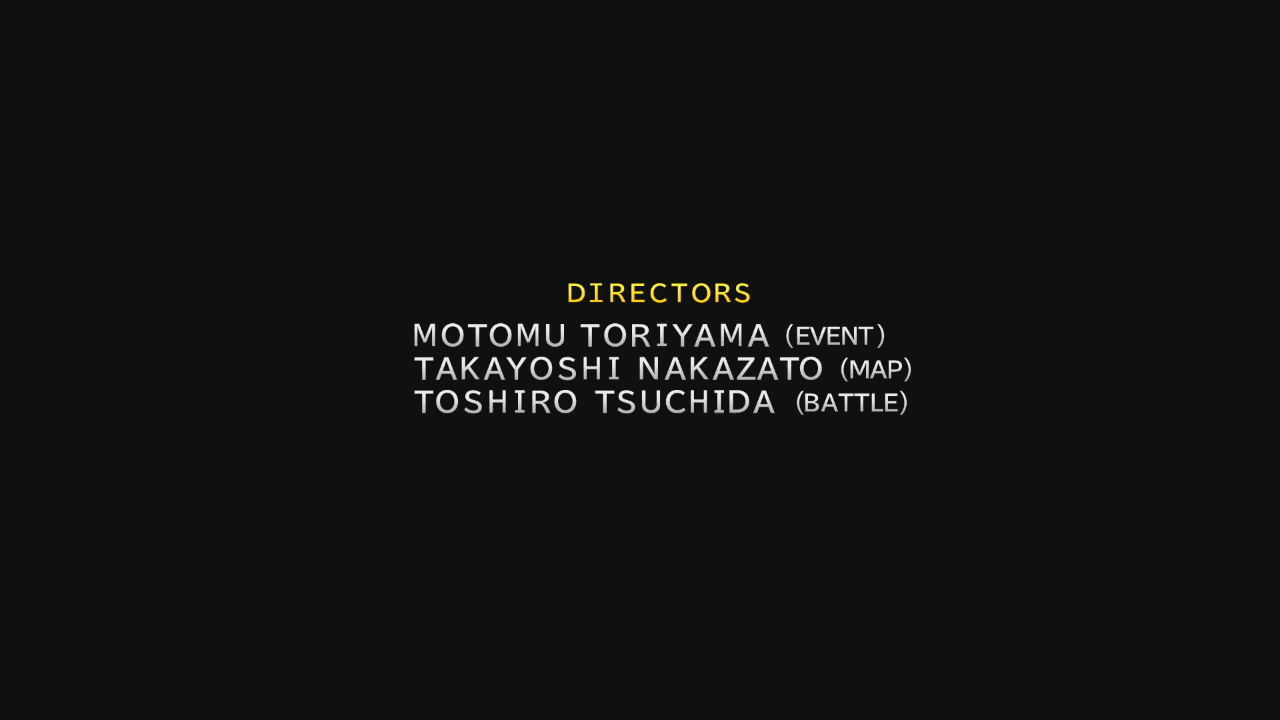 DIRECTORS
MOTOMU TORIYAMA (EVENT)
TAKAYOSHI NAKAZATO (MAP)
TOSHIRO TSUCHIDA (BATTLE)